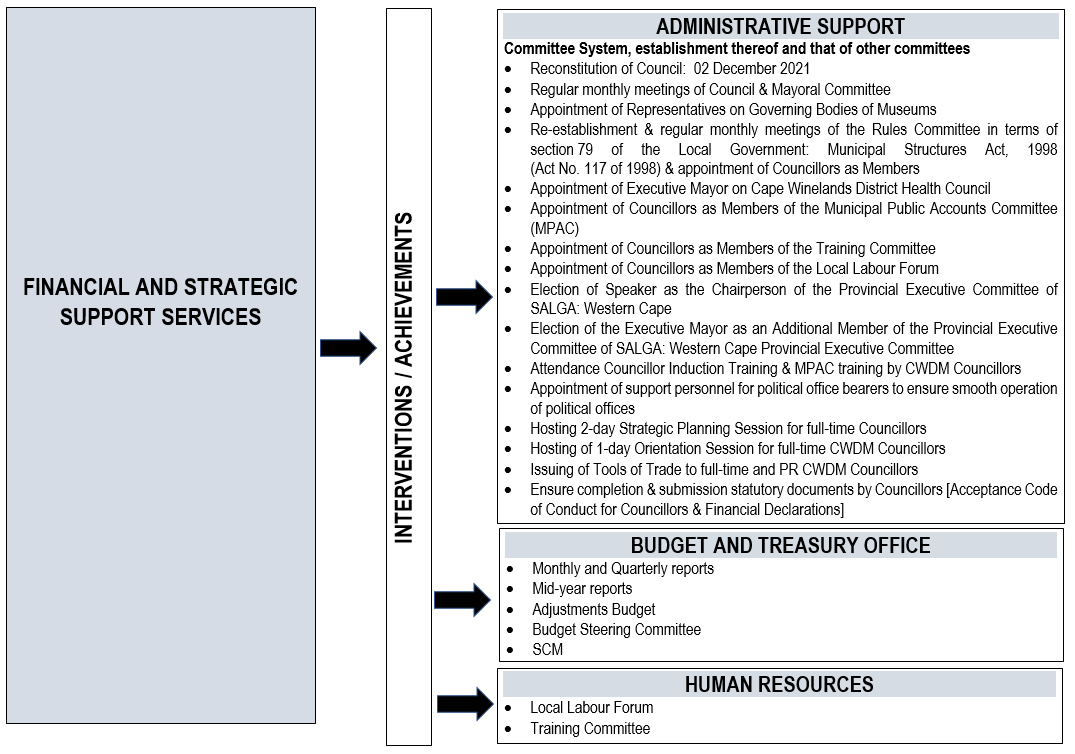 FINANCIAL AND STRATEGIC
SUPPORT SERVICES
INTERVENTIONS / ACHIEVEMENTS
ADMINISTRATIVE SUPPORT
Committee System, establishment thereof and that of other committees
• Reconstitution of Council: 02 December 2021
• Regular monthly meetings of Council & Mayoral Committee
• Appointment of Representatives on Governing Bodies of Museums
• Re-establishment & regular monthly meetings of the Rules Committee in terms of
section 79 of the Local Government: Municipal Structures Act, 1998
(Act No. 117 of 1998) & appointment of Councillors as Members
• Appointment of Executive Mayor on Cape Winelands District Health Council
• Appointment of Councillors as Members of the Municipal Public Accounts Committee
(MPAC)
• Appointment of Councillors as Members of the Training Committee
• Appointment of Councillors as Members of the Local Labour Forum
• Election of Speaker as the Chairperson of the Provincial Executive Committee of
SALGA: Western Cape
• Election of the Executive Mayor as an Additional Member of the Provincial Executive
Committee of SALGA: Western Cape Provincial Executive Committee
• Attendance Councillor Induction Training & MPAC training by CWDM Councillors
• Appointment of support personnel for political office bearers to ensure smooth operation
of political offices
• Hosting 2-day Strategic Planning Session for full-time Councillors
• Hosting of 1-day Orientation Session for full-time CWDM Councillors
• Issuing of Tools of Trade to full-time and PR CWDM Councillors
• Ensure completion & submission statutory documents by Councillors [Acceptance Code
of Conduct for Councillors & Financial Declarations]
BUDGET AND TREASURY OFFICE
• Monthly and Quarterly reports
• Mid-year reports
• Adjustments Budget
• Budget Steering Committee
• SCM
HUMAN RESOURCES
• Local Labour Forum
• Training Committee